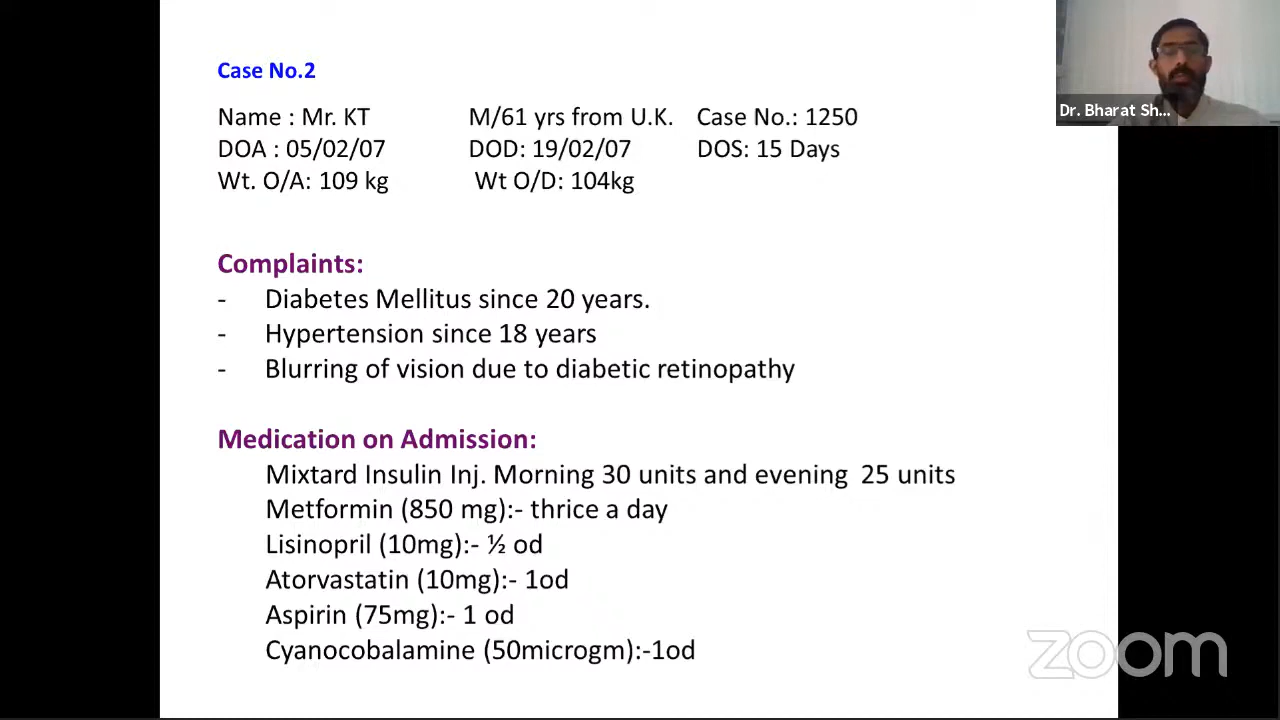 Case No.2
Name : Mr. KT M/61 yrs from U.K. Case No.: 1250
DOA : 05/02/07 DOD: 19/02/07 DOS: 15 Days
Wt. O/A: 109 kg Wt O/D: 104kg
Complaints:
- Diabetes Mellitus since 20 years.
- Hypertension since 18 years
- Blurring of vision due to diabetic retinopathy
Medication on Admission:
Mixtard Insulin Inj. Morning 30 units and evening 25 units
Metformin (850 mg):- thrice a day
Lisinopril (10mg):- ½ od
Atorvastatin (10mg):- 1od
Aspirin (75mg):- 1 od
Cyanocobalamine (50microgm):-1od
Dr. Bharat Sh...
zoom